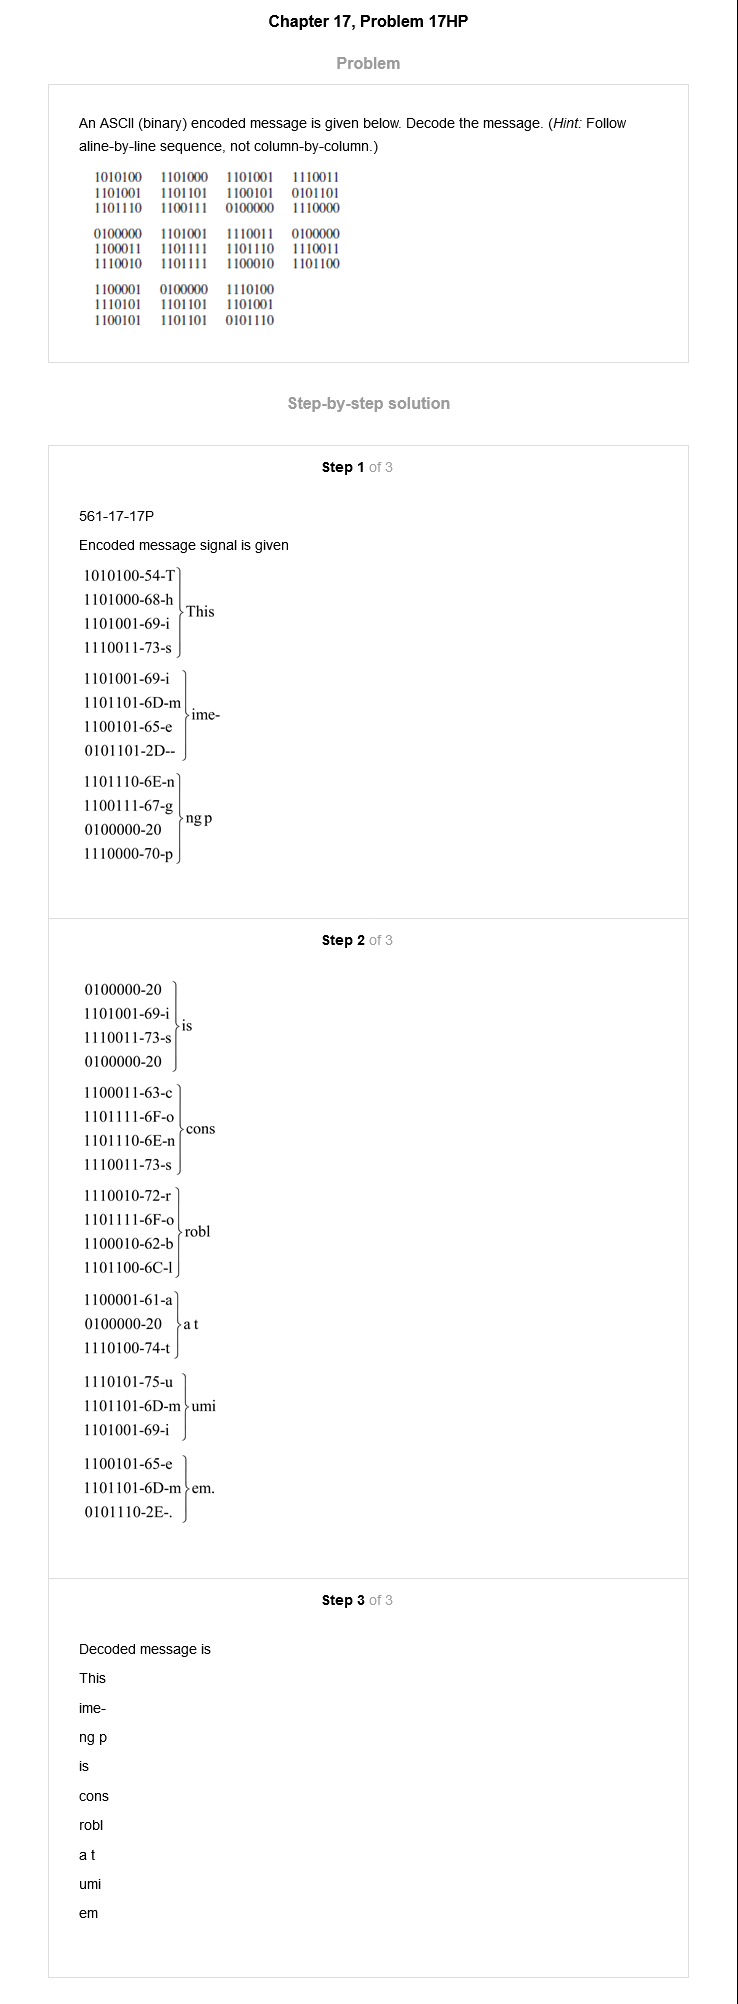 Chapter 17, Problem 17HP
Problem
An ASCII (binary) encoded message is given below. Decode the message. (Hint: Follow
aline-by-line sequence, not column-by-column.)
1010100 1101000 1101001 1110011
1101001 1101101 1100101 0101101
1101110 1100111 0100000 1110000
0100000 1101001 1110011 0100000
1100011 1101111 1101110 1110011
1110010 1101111 1100010 1101100
1100001 0100000 1110100
1110101 1101101 1101001
1100101 1101101 0101110
Step-by-step solution
Step 1 of 3
561-17-17P
Encoded message signal is given
1010100-54-T
1101000-68-h
This
1101001-69-i
1110011-73-s
1101001-69-i
1101101-6D-m
ime-
1100101-65-e
0101101-2D--
1101110-6E-n
1100111-67-g
ng p
0100000-20
1110000-70-p
Step 2 of 3
0100000-20
1101001-69-i
is
1110011-73-s
0100000-20
1100011-63-c
1101111-6F-o
cons
1101110-6E-n
1110011-73-s
1110010-72-r
1101111-6F-o
robl
1100010-62-b
1101100-6C-l
1100001-61-a
0100000-20 a t
1110100-74-t
1110101-75-u
1101101-6D-m umi
1101001-69-i
1100101-65-e
1101101-6D-m em.
0101110-2E-.
Step 3 of 3
Decoded message is
This
ime-
ng p
is
cons
robl
a t
umi
em